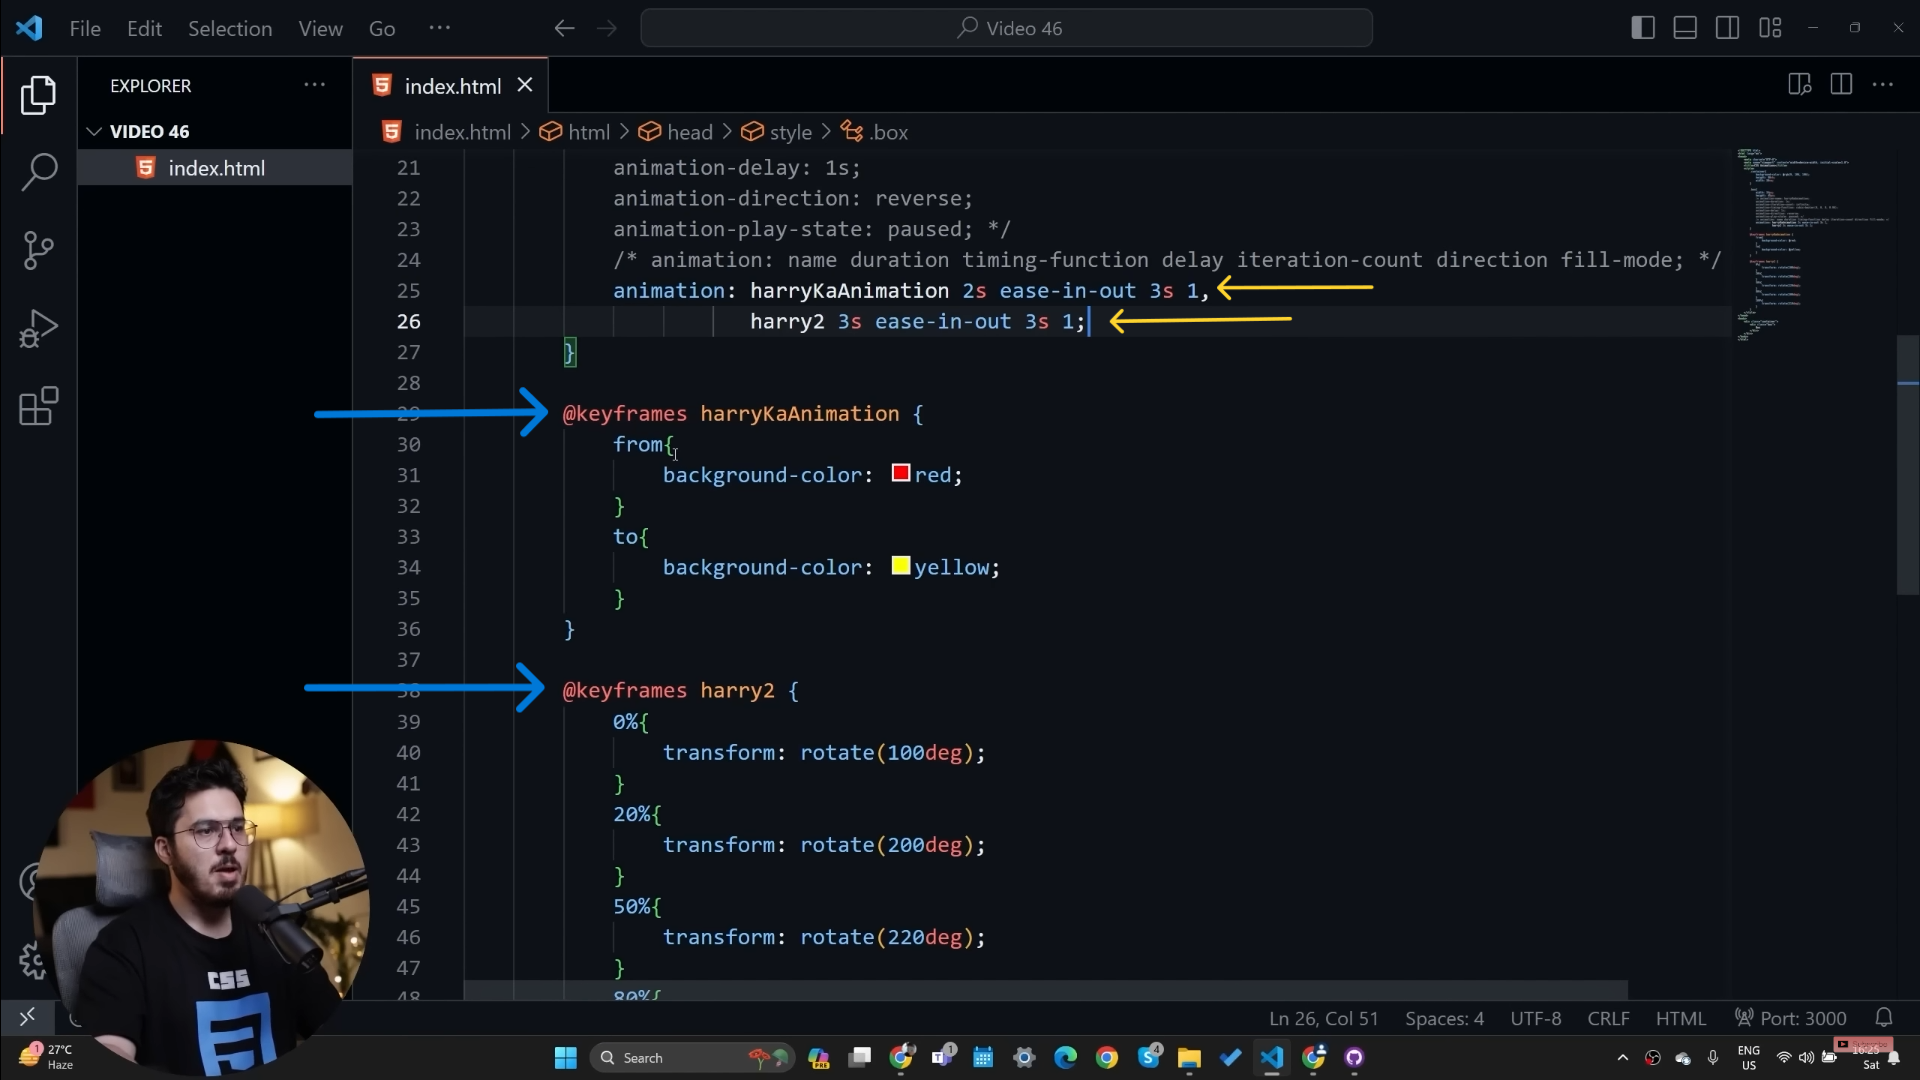 File Edit Selection View Go ··· Video 46
EXPLORER ···
VIDEO 46
index.html
index.html
index.html > html > head > style > .box
21 animation-delay: 1s;
22 animation-direction: reverse;
23 animation-play-state: paused; */
24 /* animation: name duration timing-function delay iteration-count direction fill-mode; */
25 animation: harryKaAnimation 2s ease-in-out 3s 1,
26 harry2 3s ease-in-out 3s 1;
27 }
28
29 @keyframes harryKaAnimation {
30 from{
31 background-color: red;
32 }
33 to{
34 background-color: yellow;
35 }
36 }
37
38 @keyframes harry2 {
39 0%{
40 transform: rotate(100deg);
41 }
42 20%{
43 transform: rotate(200deg);
44 }
45 50%{
46 transform: rotate(220deg);
47 }
48 80%{
CSS
Ln 26, Col 51 Spaces: 4 UTF-8 CRLF HTML Port: 3000
27°C
Haze
Search
ENG
US
Sat